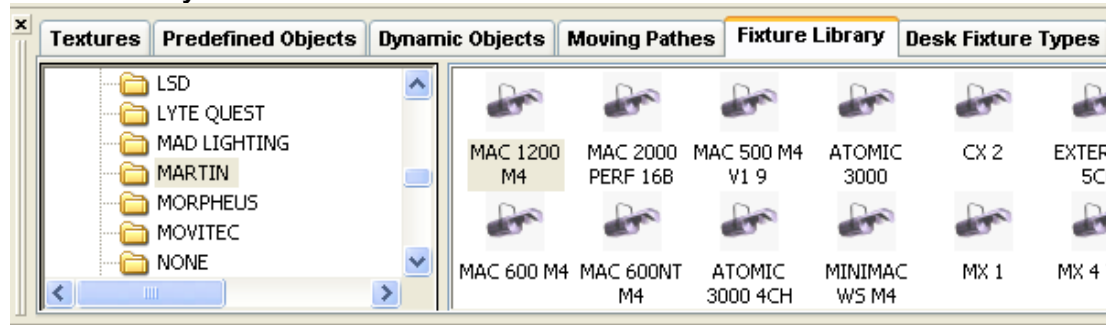 Textures Predefined Objects Dynamic Objects Moving Pathes Fixture Library Desk Fixture Types
LSD
LYTE QUEST
MAD LIGHTING
MARTIN
MORPHEUS
MOVITEC
NONE
MAC 1200 MAC 2000 MAC 500 M4 ATOMIC CX 2 EXTER
M4 PERF 16B V1 9 3000 5C
MAC 600 M4 MAC 600NT ATOMIC MINIMAC MX 1 MX 4
M4 3000 4CH WS M4